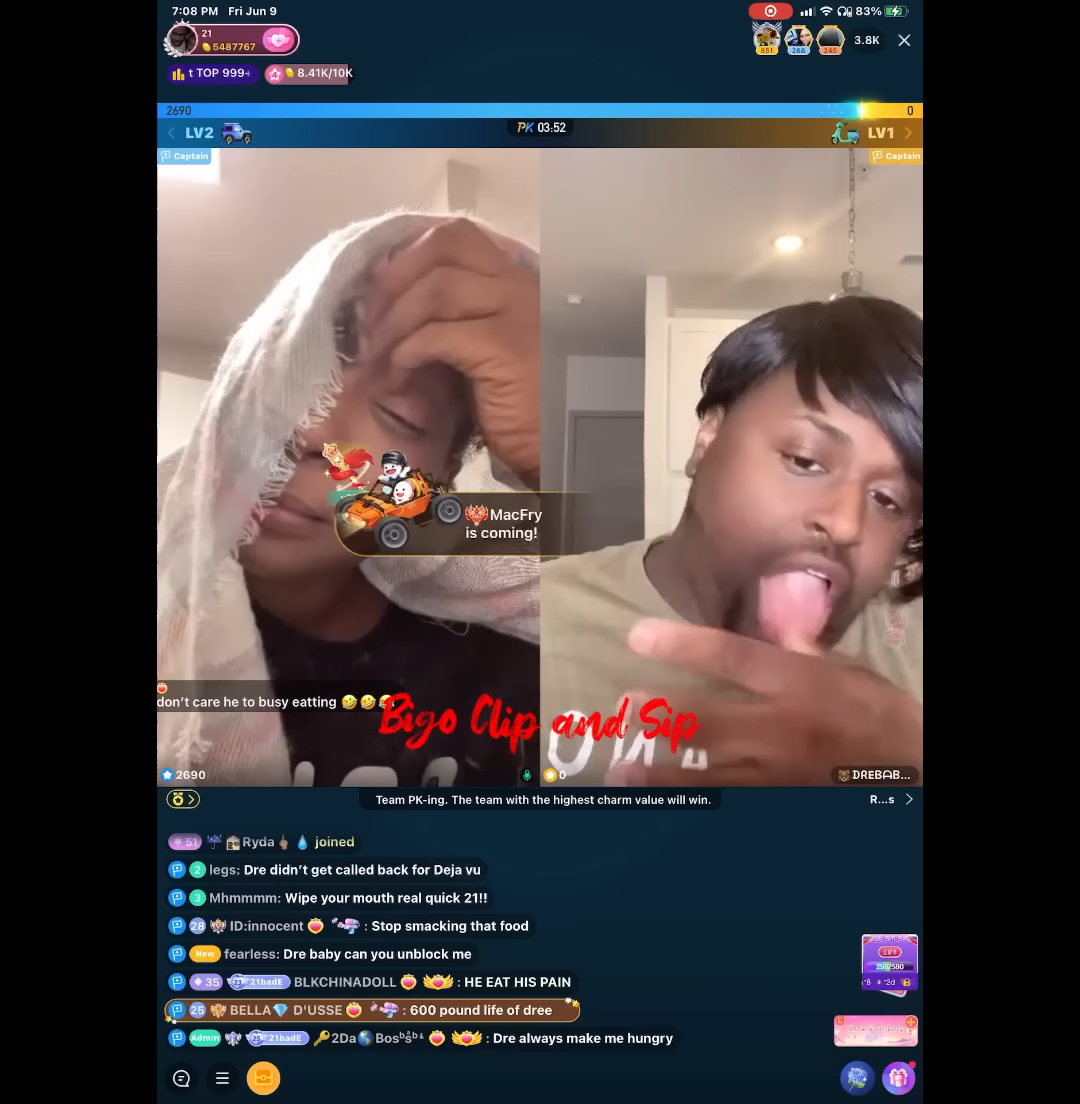 7:08 PM Fri Jun 9
83%
21
5487767
851
268
240
3.8K
t TOP 999+
8.41K/10K
2690
0
LV2
PK 03:52
LV1
Captain
Captain
MacFry
is coming!
don't care he to busy eatting 🤣🤣
Bigo Clip and Sip
2690
0
DREBAB...
Team PK-ing. The team with the highest charm value will win.
R...s
51 Ryda joined
2 legs: Dre didn't get called back for Deja vu
3 Mhmmmm: Wipe your mouth real quick 21!!
28 ID:innocent : Stop smacking that food
New fearless: Dre baby can you unblock me
35 21badE BLKCHINADOLL : HE EAT HIS PAIN
25 BELLA💎 D'USSE : 600 pound life of dree
Admin 21badE 🔑2Da🌎 : Dre always make me hungry
LV1
299/580